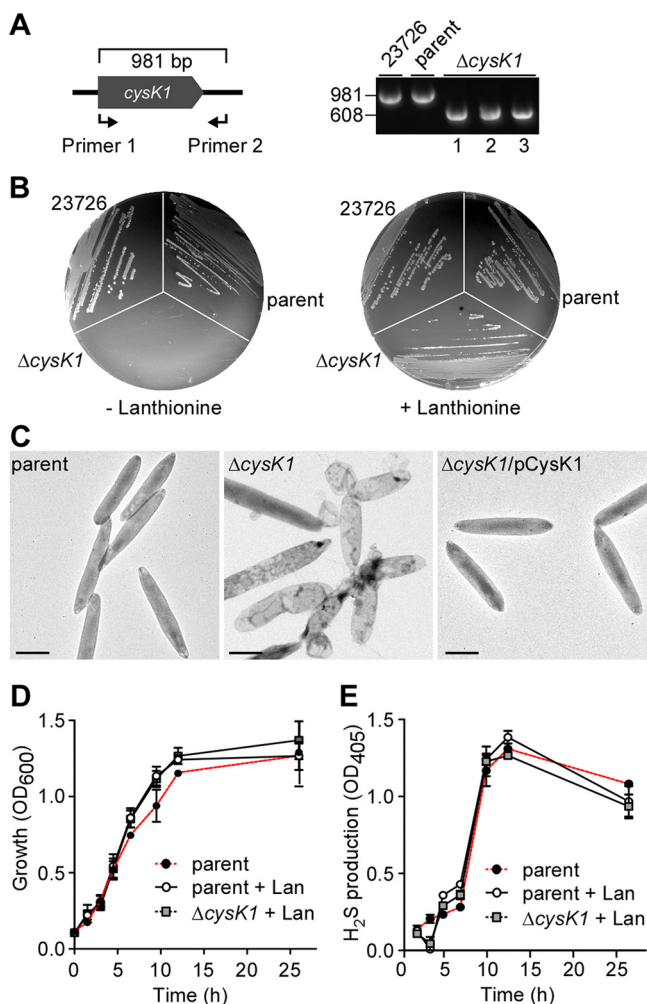 A
981 bp
cysK1
Primer 1
Primer 2
23726
parent
ΔcysK1
981
608
1
2
3
B
23726
parent
ΔcysK1
- Lanthionine
23726
parent
ΔcysK1
+ Lanthionine
C
parent
ΔcysK1
ΔcysK1/pCysK1
D
Growth (OD600)
1.5
1.0
0.5
0.0
0
5
10
15
20
25
Time (h)
parent
parent + Lan
ΔcysK1 + Lan
E
H2S production (OD405)
1.5
1.0
0.5
0.0
0
5
10
15
20
25
Time (h)
parent
parent + Lan
ΔcysK1 + Lan